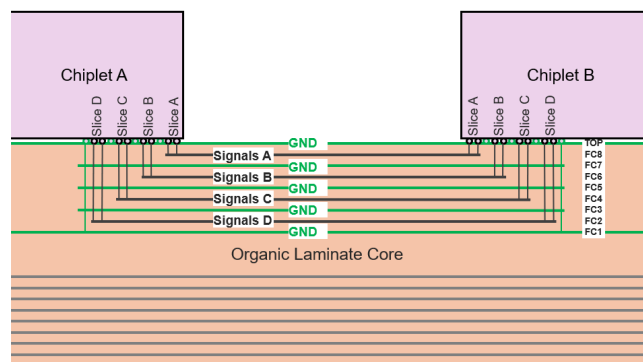 Chiplet A
Chiplet B
Slice D
Slice C
Slice B
Slice A
Slice A
Slice B
Slice C
Slice D
GND
TOP
Signals A
FC8
GND
FC7
Signals B
FC6
GND
FC5
Signals C
FC4
GND
FC3
Signals D
FC2
GND
FC1
Organic Laminate Core